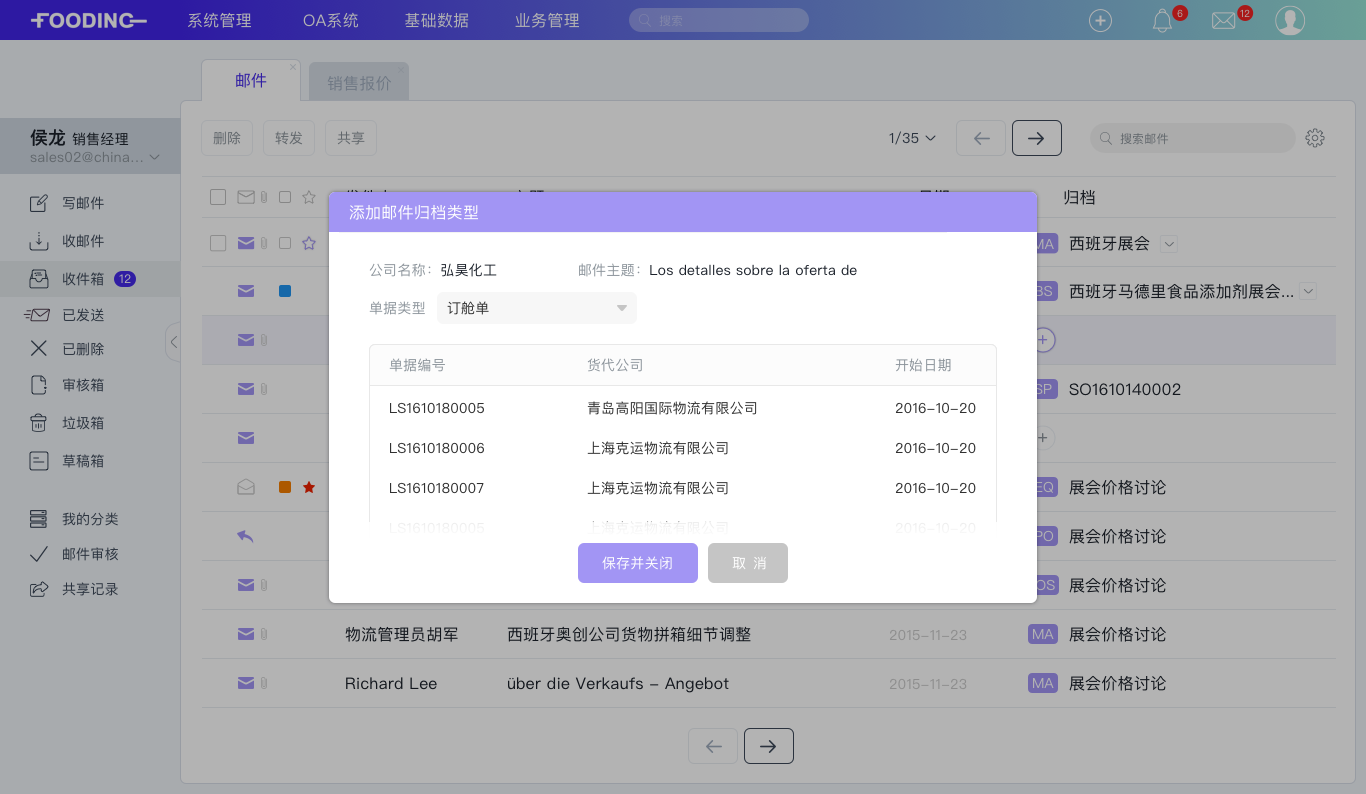 FOODING 系统管理 OA系统 基础数据 业务管理 搜索 6 12
邮件 销售报价
侯龙 销售经理
sales02@china...
删除 转发 共享 1/35 搜索邮件
写邮件
收邮件
收件箱 12
已发送
已删除
审核箱
垃圾箱
草稿箱
我的分类
邮件审核
共享记录
归档
MA 西班牙展会
BS 西班牙马德里食品添加剂展会...
SP SO1610140002
EQ 展会价格讨论
PO 展会价格讨论
OS 展会价格讨论
添加邮件归档类型
公司名称： 弘昊化工 邮件主题： Los detalles sobre la oferta de
单据类型 订舱单
单据编号 货代公司 开始日期
LS1610180005 青岛高阳国际物流有限公司 2016-10-20
LS1610180006 上海克运物流有限公司 2016-10-20
LS1610180007 上海克运物流有限公司 2016-10-20
LS1610180005 上海克运物流有限公司 2016-10-20
保存并关闭 取 消
物流管理员胡军 西班牙奥创公司货物拼箱细节调整 2015-11-23 MA 展会价格讨论
Richard Lee über die Verkaufs - Angebot 2015-11-23 MA 展会价格讨论